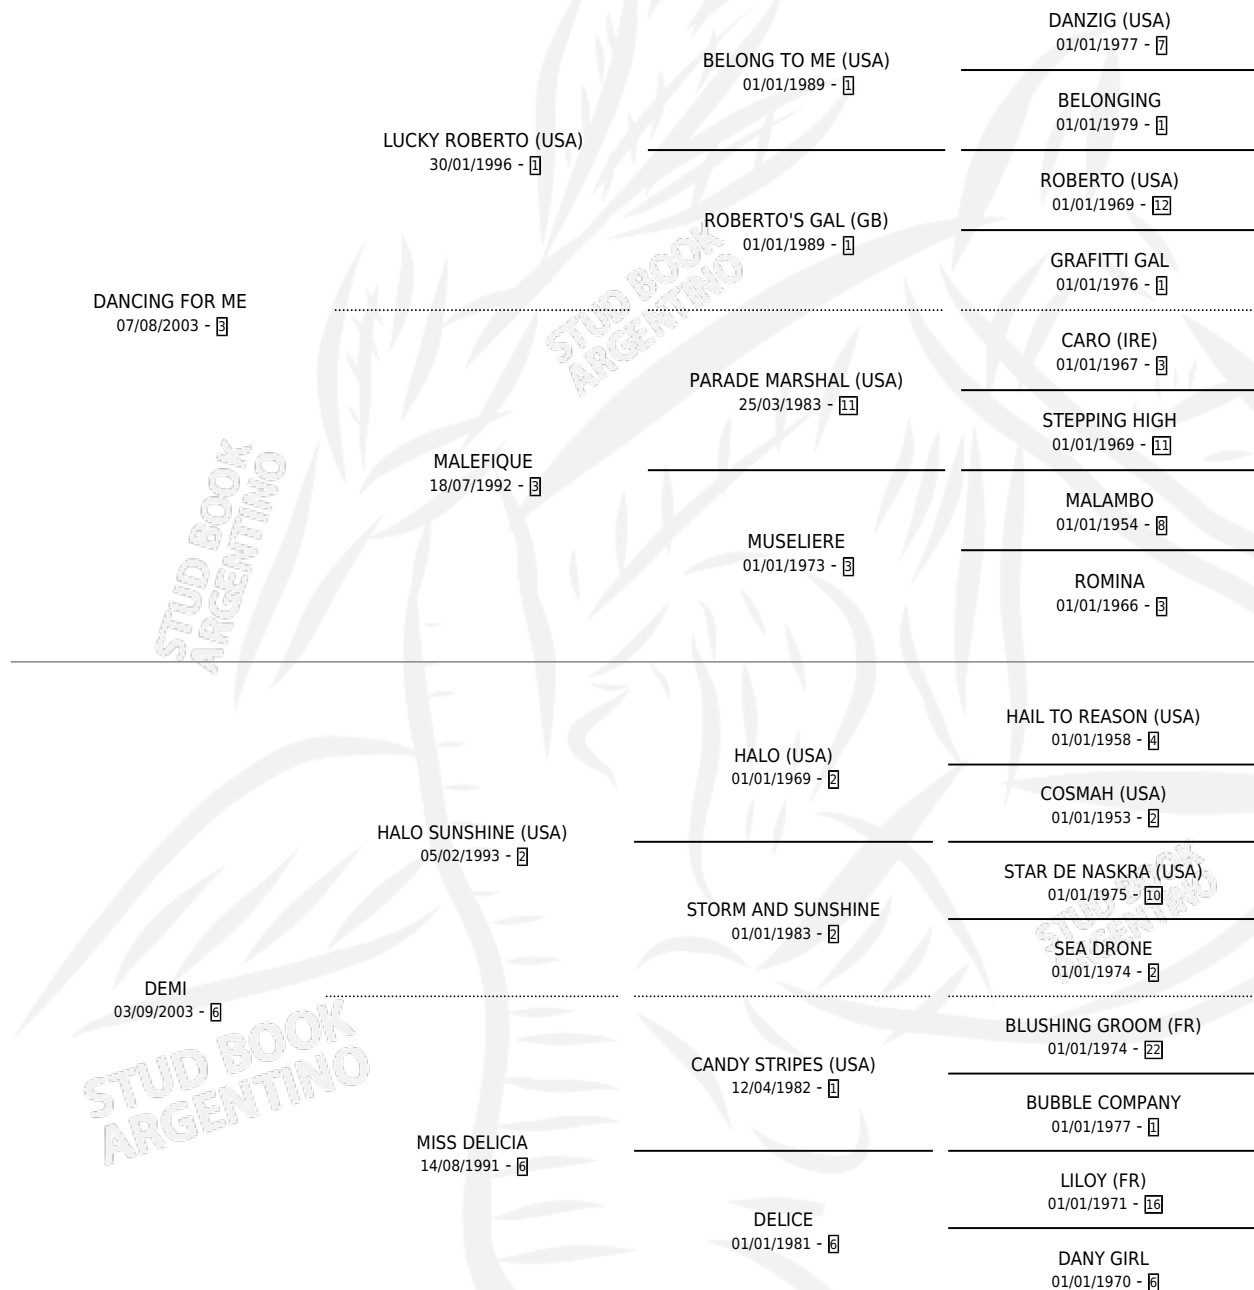 DANZIG (USA)
01/01/1977 - 7
BELONG TO ME (USA)
01/01/1989 - 1
BELONGING
01/01/1979 - 1
LUCKY ROBERTO (USA)
30/01/1996 - 1
ROBERTO (USA)
01/01/1969 - 12
ROBERTO'S GAL (GB)
01/01/1989 - 1
GRAFITTI GAL
01/01/1976 - 1
DANCING FOR ME
07/08/2003 - 3
STUD BOOK
ARGENTINO
CARO (IRE)
01/01/1967 - 3
PARADE MARSHAL (USA)
25/03/1983 - 11
STEPPING HIGH
01/01/1969 - 11
MALEFIQUE
18/07/1992 - 3
MALAMBO
01/01/1954 - 8
MUSELIERE
01/01/1973 - 3
ROMINA
01/01/1966 - 3
STUD BOOK
ARGENTINO
HAIL TO REASON (USA)
01/01/1958 - 4
HALO (USA)
01/01/1969 - 2
COSMAH (USA)
01/01/1953 - 2
HALO SUNSHINE (USA)
05/02/1993 - 2
STAR DE NASKRA (USA)
01/01/1975 - 10
STORM AND SUNSHINE
01/01/1983 - 2
STUD BOOK
ARGENTINO
SEA DRONE
01/01/1974 - 2
DEMI
03/09/2003 - 6
STUD BOOK
ARGENTINO
BLUSHING GROOM (FR)
01/01/1974 - 22
CANDY STRIPES (USA)
12/04/1982 - 1
BUBBLE COMPANY
01/01/1977 - 1
MISS DELICIA
14/08/1991 - 6
LILOY (FR)
01/01/1971 - 16
DELICE
01/01/1981 - 6
DANY GIRL
01/01/1970 - 6